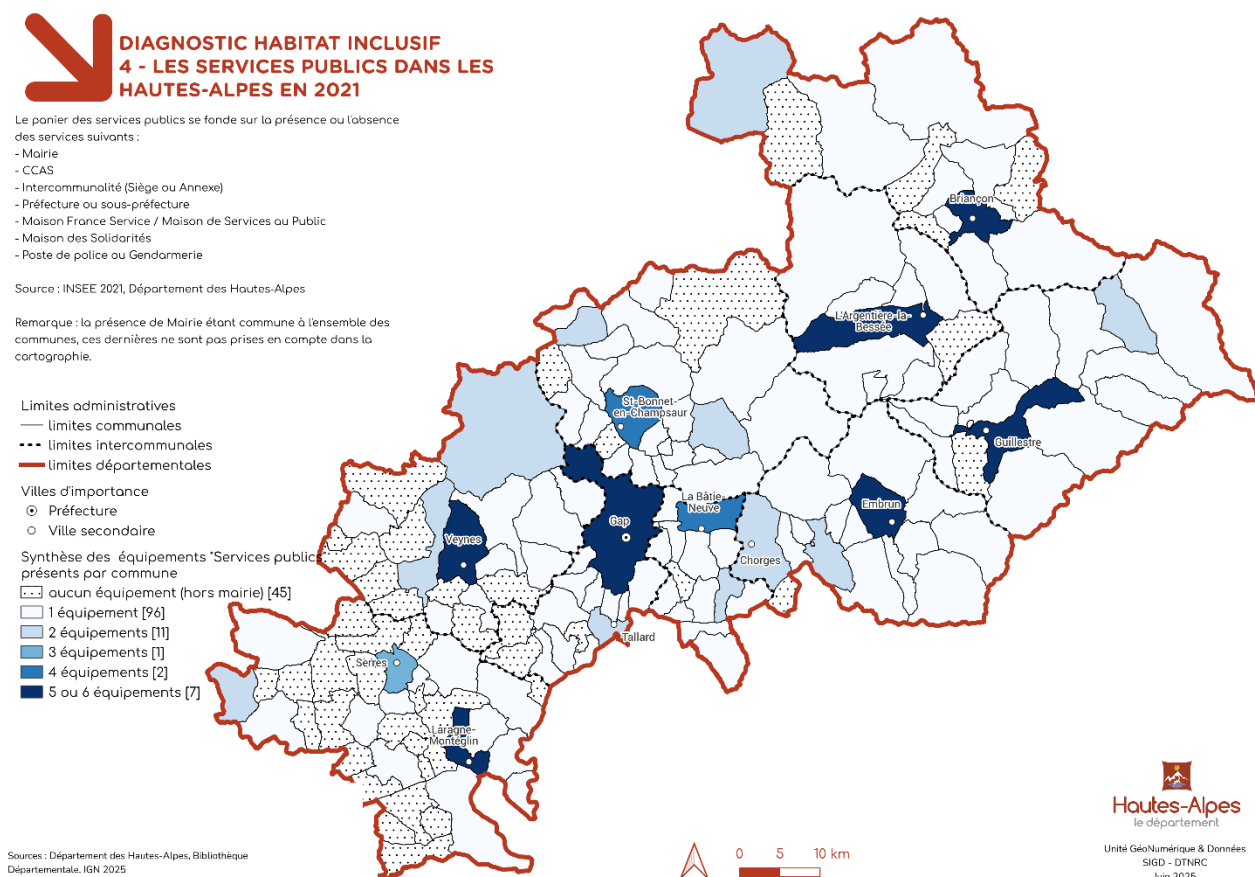 DIAGNOSTIC HABITAT INCLUSIF
4 - LES SERVICES PUBLICS DANS LES
HAUTES-ALPES EN 2021
Le panier des services publics se fonde sur la présence ou l'absence
des services suivants :
- Mairie
- CCAS
- Intercommunalité (Siège ou Annexe)
- Préfecture ou sous-préfecture
- Maison France Service / Maison de Services au Public
- Maison des Solidarités
- Poste de police ou Gendarmerie
Source : INSEE 2021, Département des Hautes-Alpes
Remarque : la présence de Mairie étant commune à l'ensemble des
communes, ces dernières ne sont pas prises en compte dans la
cartographie.
Limites administratives
limites communales
limites intercommunales
limites départementales
Villes d'importance
Préfecture
Ville secondaire
Synthèse des équipements "Services publics
présents par commune
aucun équipement (hors mairie) [45]
1 équipement [96]
2 équipements [11]
3 équipements [1]
4 équipements [2]
5 ou 6 équipements [7]
Briançon
L'Argentière-la-
Bessée
St-Bonnet-
en-Champsaur
Guillestre
La Bâtie-
Neuve
Embrun
Gap
Veynes
Chorges
Tallard
Serres
Laragne-
Montéglin
0 5 10 km
Hautes-Alpes
le département
Unité GéoNumérique & Données
SIGD - DTNRC
Juin 2025
Sources : Département des Hautes-Alpes, Bibliothèque
Départementale, IGN 2025